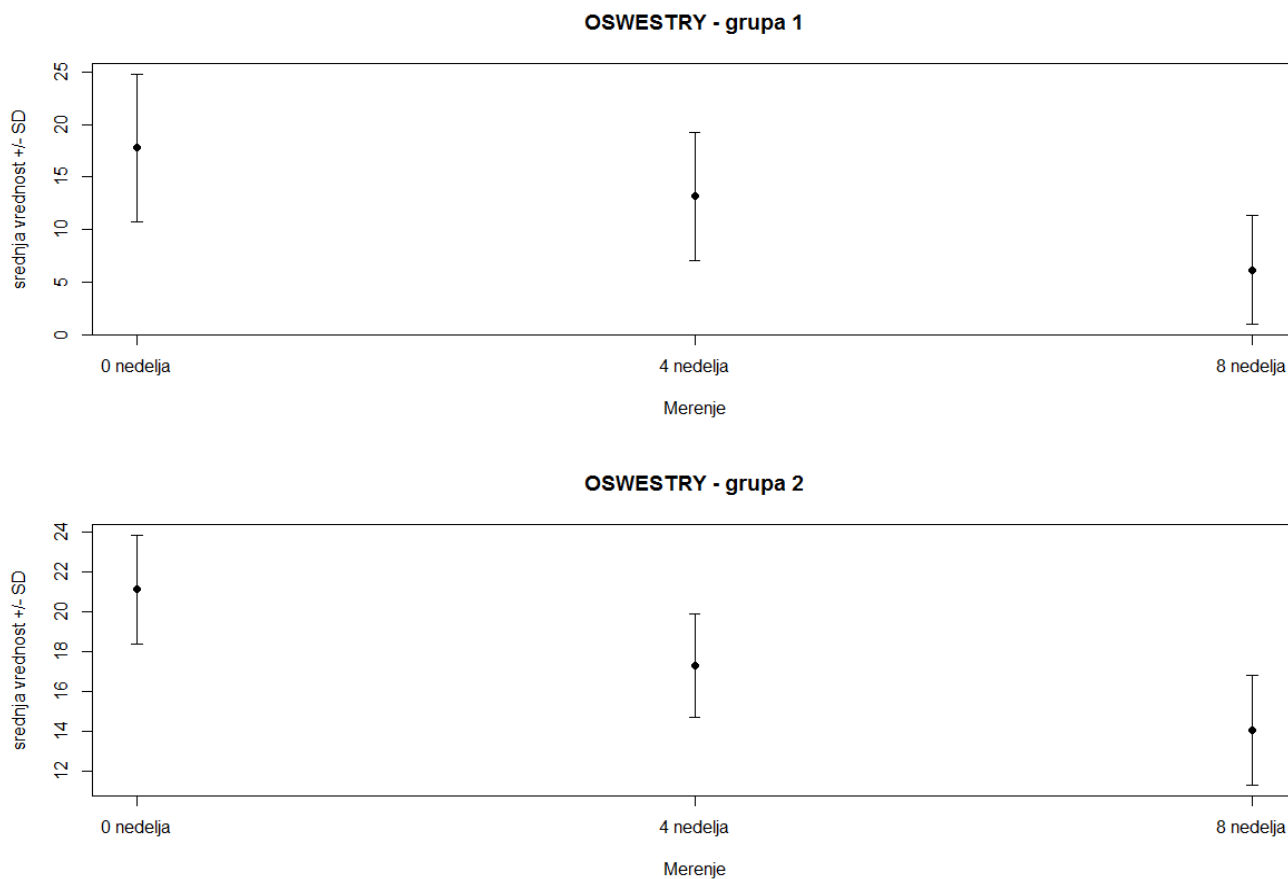 OSWESTRY - grupa 1
srednja vrednost +/- SD
25
20
15
10
5
0
0 nedelja 4 nedelja 8 nedelja
Merenje
OSWESTRY - grupa 2
srednja vrednost +/- SD
24
22
20
18
16
14
12
0 nedelja 4 nedelja 8 nedelja
Merenje